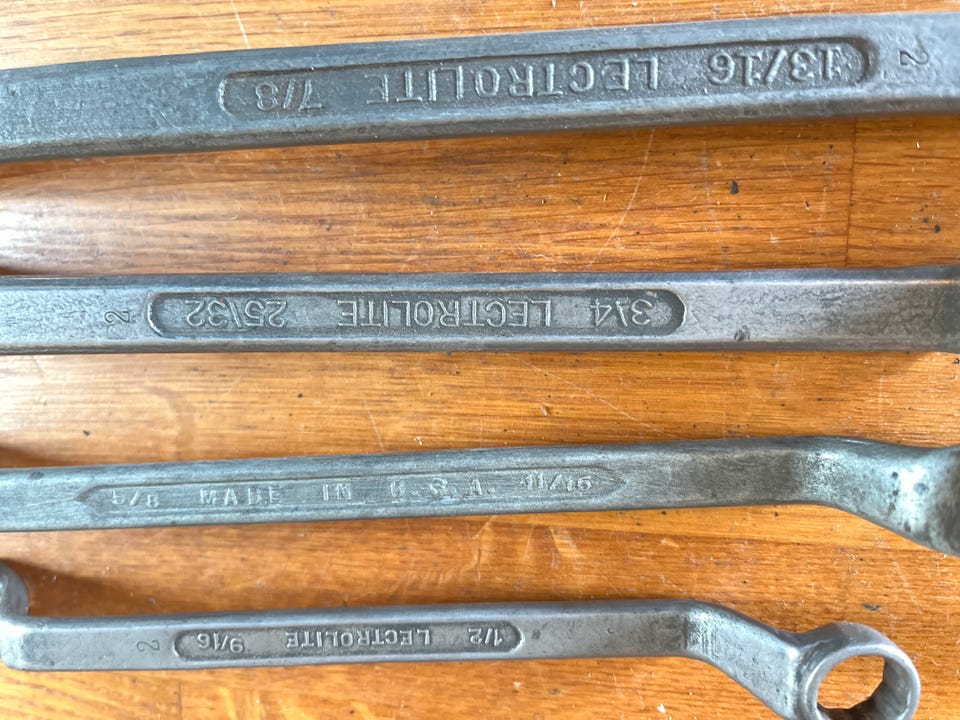 2 13/16 LECTROLITE 7/8
3/4 LECTROLITE 25/32 2
5/8 MADE IN U.S.A. 11/16
1/2 LECTROLITE 9/16 2